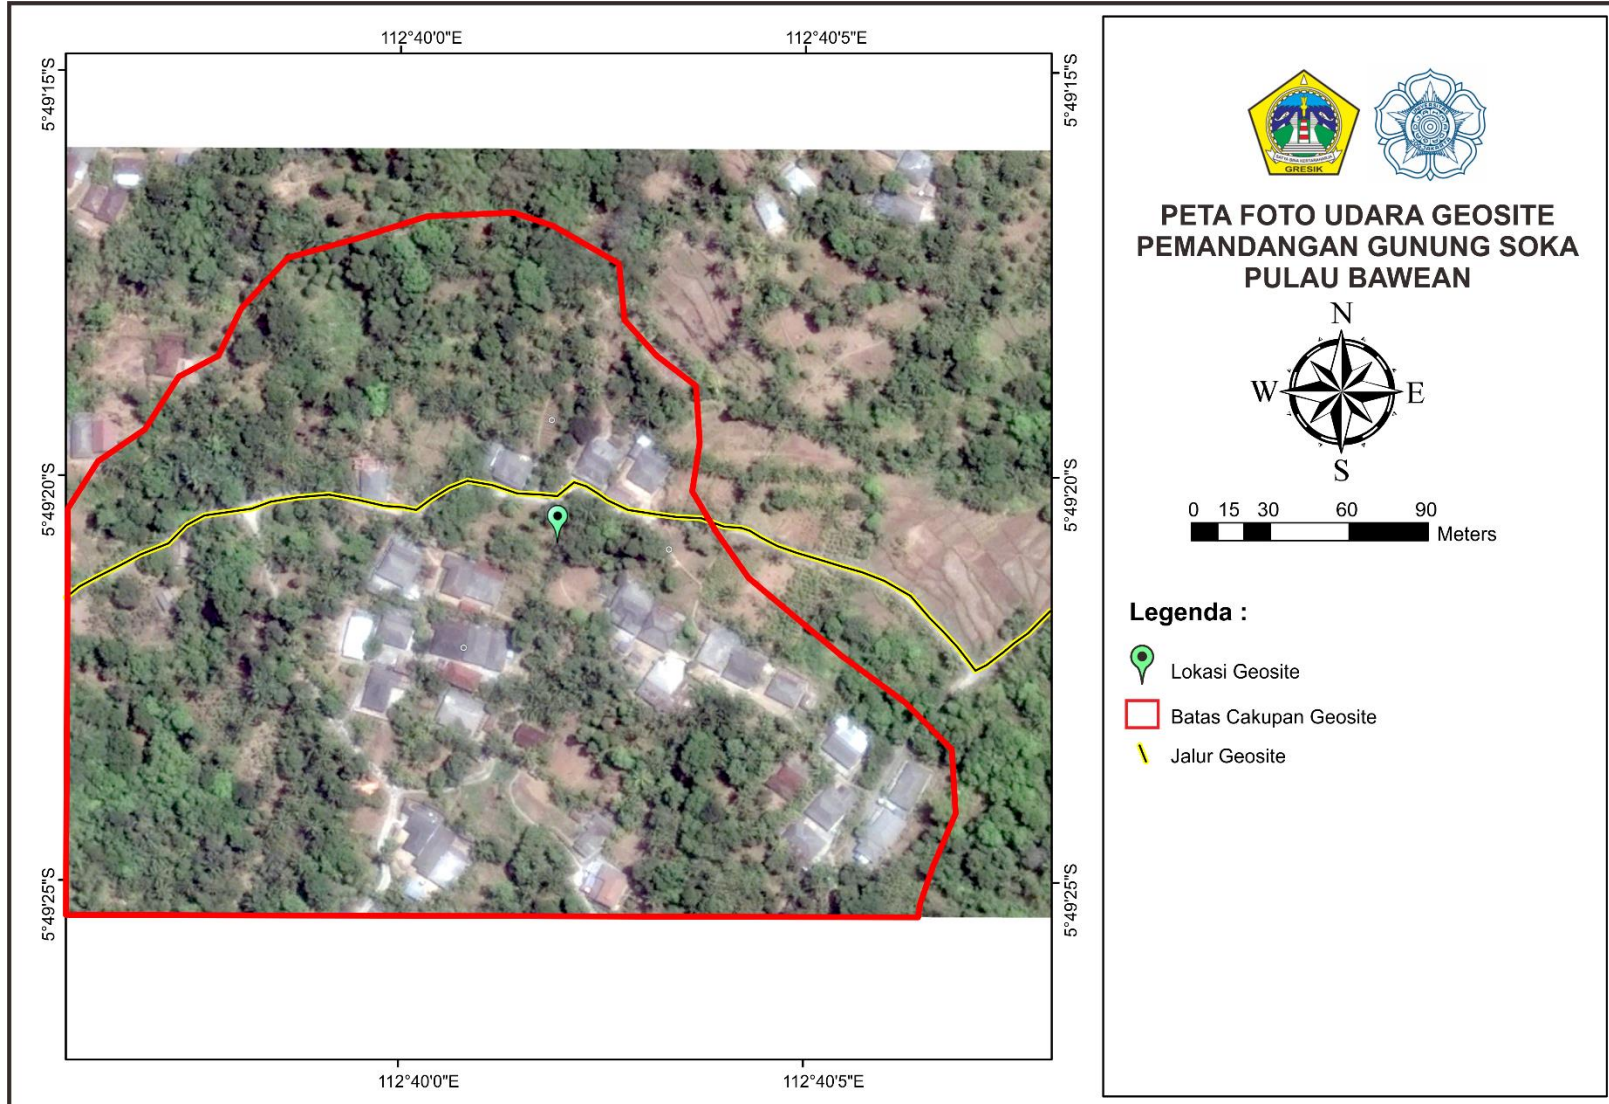 112°40'0"E
112°40'5"E
5°49'15"S
5°49'15"S
5°49'20"S
5°49'20"S
5°49'25"S
5°49'25"S
112°40'0"E
112°40'5"E
GRESIK
PETA FOTO UDARA GEOSITE
PEMANDANGAN GUNUNG SOKA
PULAU BAWEAN
N
W
E
S
0 15 30 60 90
Meters
Legenda :
Lokasi Geosite
Batas Cakupan Geosite
Jalur Geosite